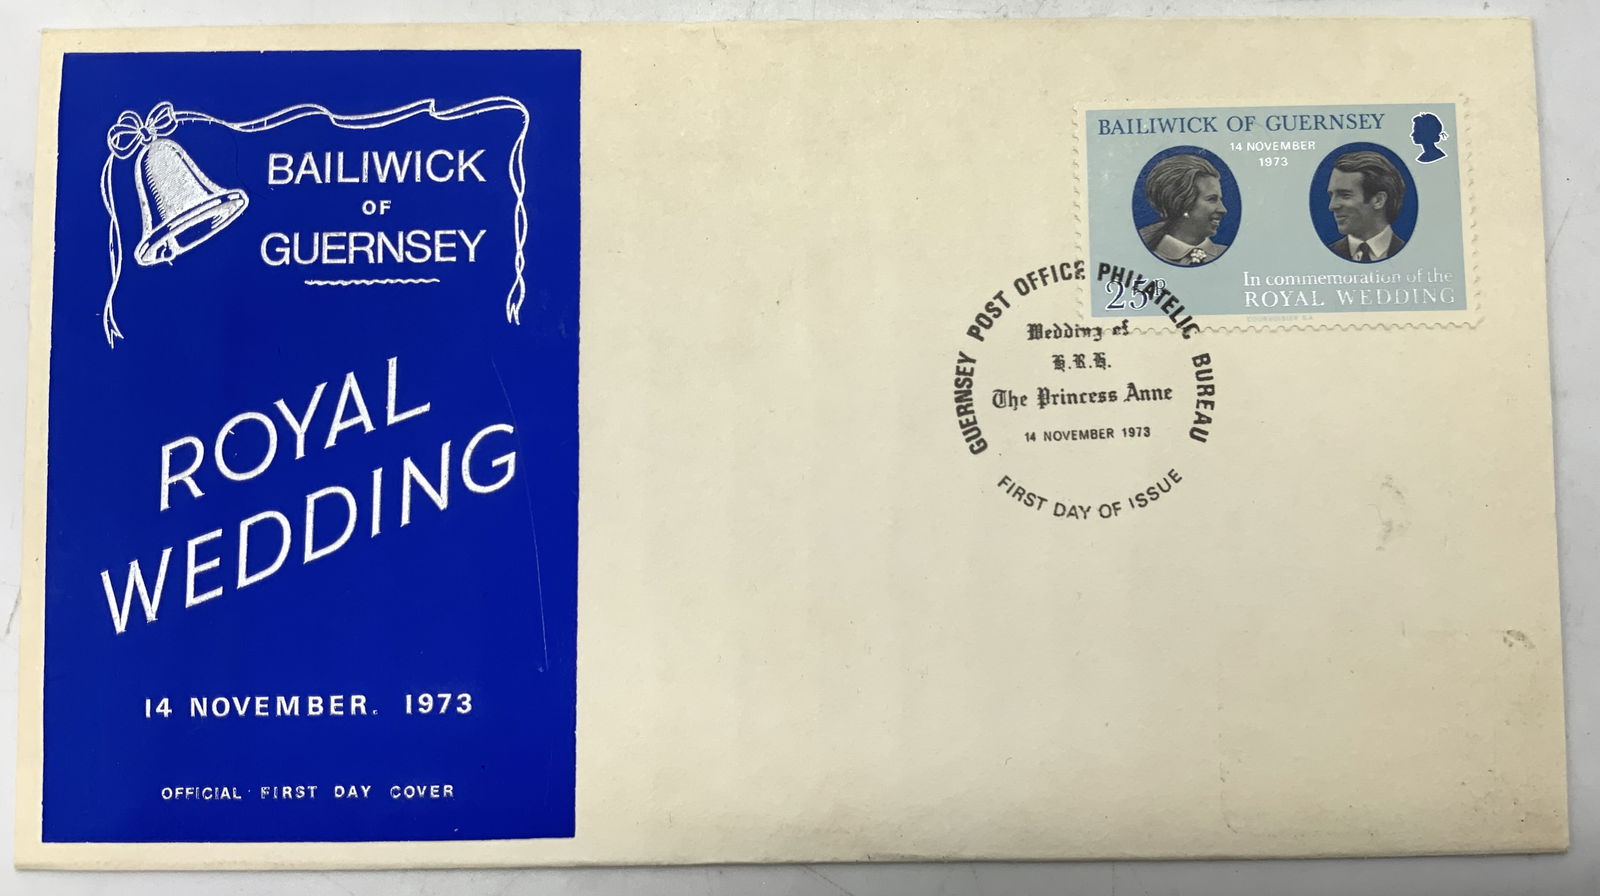 BAILIWICK
OF
GUERNSEY
ROYAL
WEDDING
14 NOVEMBER. 1973
OFFICIAL FIRST DAY COVER
BAILIWICK OF GUERNSEY
14 NOVEMBER
1973
25P
In commemoration of the
ROYAL WEDDING
COURVOISIER S.A.
GUERNSEY POST OFFICE PHILATELIC BUREAU
Wedding of
H.R.H.
The Princess Anne
14 NOVEMBER 1973
FIRST DAY OF ISSUE